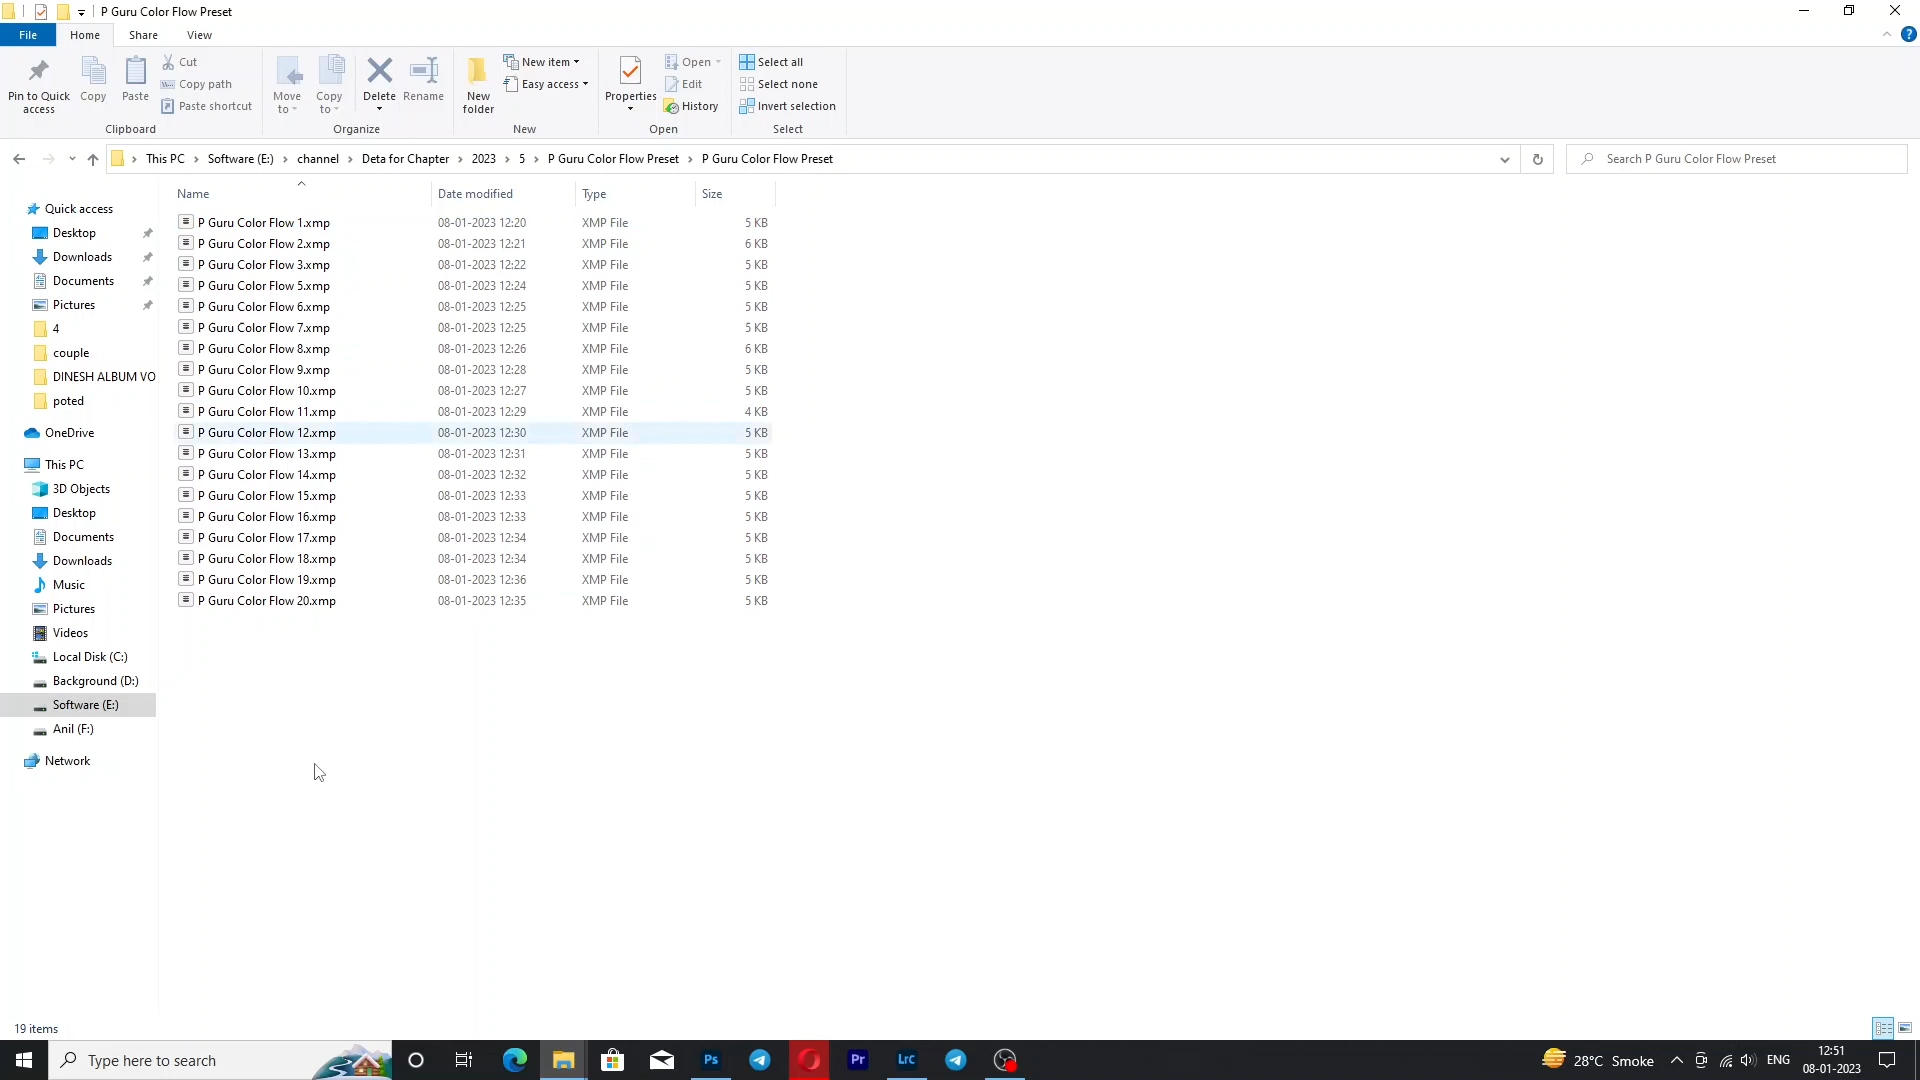 P Guru Color Flow Preset
File Home Share View
Pin to Quick access
Copy
Paste
Cut
Copy path
Paste shortcut
Clipboard
Move to
Copy to
Delete
Rename
Organize
New folder
New item
Easy access
New
Properties
Open
Edit
History
Open
Select all
Select none
Invert selection
Select
This PC Software (E:) channel Deta for Chapter 2023 5 P Guru Color Flow Preset P Guru Color Flow Preset
Search P Guru Color Flow Preset
Quick access
Desktop
Downloads
Documents
Pictures
4
couple
DINESH ALBUM VO
poted
OneDrive
This PC
3D Objects
Desktop
Documents
Downloads
Music
Pictures
Videos
Local Disk (C:)
Background (D:)
Software (E:)
Anil (F:)
Network
Name Date modified Type Size
P Guru Color Flow 1.xmp 08-01-2023 12:20 XMP File 5 KB
P Guru Color Flow 2.xmp 08-01-2023 12:21 XMP File 6 KB
P Guru Color Flow 3.xmp 08-01-2023 12:22 XMP File 5 KB
P Guru Color Flow 5.xmp 08-01-2023 12:24 XMP File 5 KB
P Guru Color Flow 6.xmp 08-01-2023 12:25 XMP File 5 KB
P Guru Color Flow 7.xmp 08-01-2023 12:25 XMP File 5 KB
P Guru Color Flow 8.xmp 08-01-2023 12:26 XMP File 6 KB
P Guru Color Flow 9.xmp 08-01-2023 12:28 XMP File 5 KB
P Guru Color Flow 10.xmp 08-01-2023 12:27 XMP File 5 KB
P Guru Color Flow 11.xmp 08-01-2023 12:29 XMP File 4 KB
P Guru Color Flow 12.xmp 08-01-2023 12:30 XMP File 5 KB
P Guru Color Flow 13.xmp 08-01-2023 12:31 XMP File 5 KB
P Guru Color Flow 14.xmp 08-01-2023 12:32 XMP File 5 KB
P Guru Color Flow 15.xmp 08-01-2023 12:33 XMP File 5 KB
P Guru Color Flow 16.xmp 08-01-2023 12:33 XMP File 5 KB
P Guru Color Flow 17.xmp 08-01-2023 12:34 XMP File 5 KB
P Guru Color Flow 18.xmp 08-01-2023 12:34 XMP File 5 KB
P Guru Color Flow 19.xmp 08-01-2023 12:36 XMP File 5 KB
P Guru Color Flow 20.xmp 08-01-2023 12:35 XMP File 5 KB
19 items
Type here to search
Ps
Pr
LrC
28°C Smoke
ENG
12:51
08-01-2023